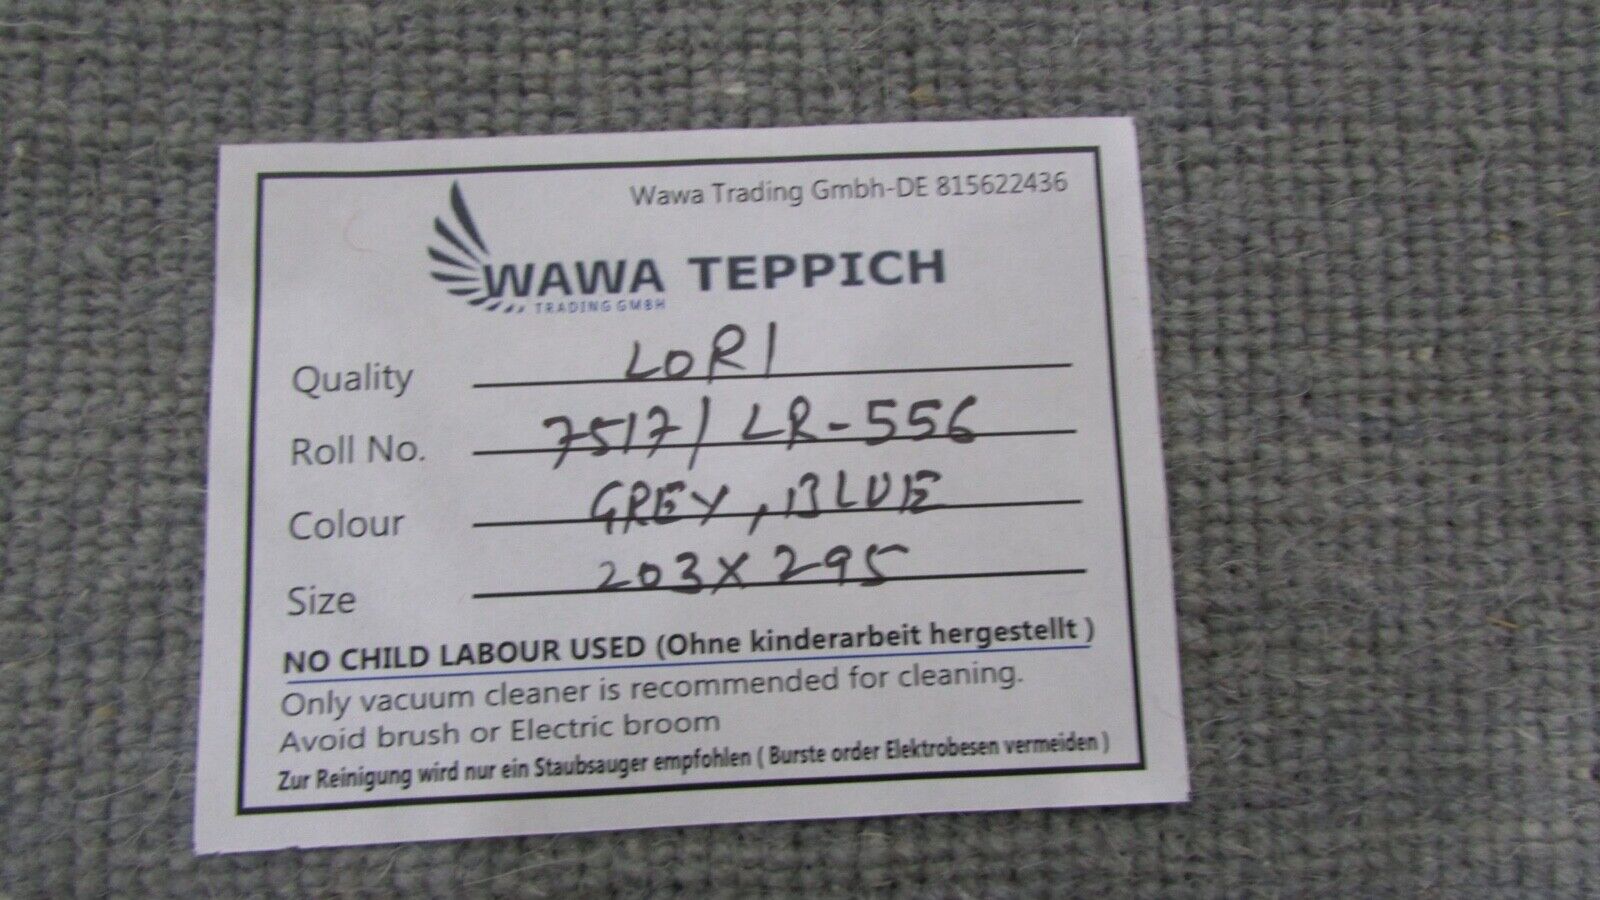 Wawa Trading Gmbh-DE 815622436
WAWA TEPPICH
TRADING GMBH
Quality LORI
Roll No. 7517/ LR-556
Colour GREY, BLUE
Size 203X295
NO CHILD LABOUR USED (Ohne kinderarbeit hergestellt )
Only vacuum cleaner is recommended for cleaning.
Avoid brush or Electric broom
Zur Reinigung wird nur ein Staubsauger empfohlen ( Burste order Elektrobesen vermeiden )